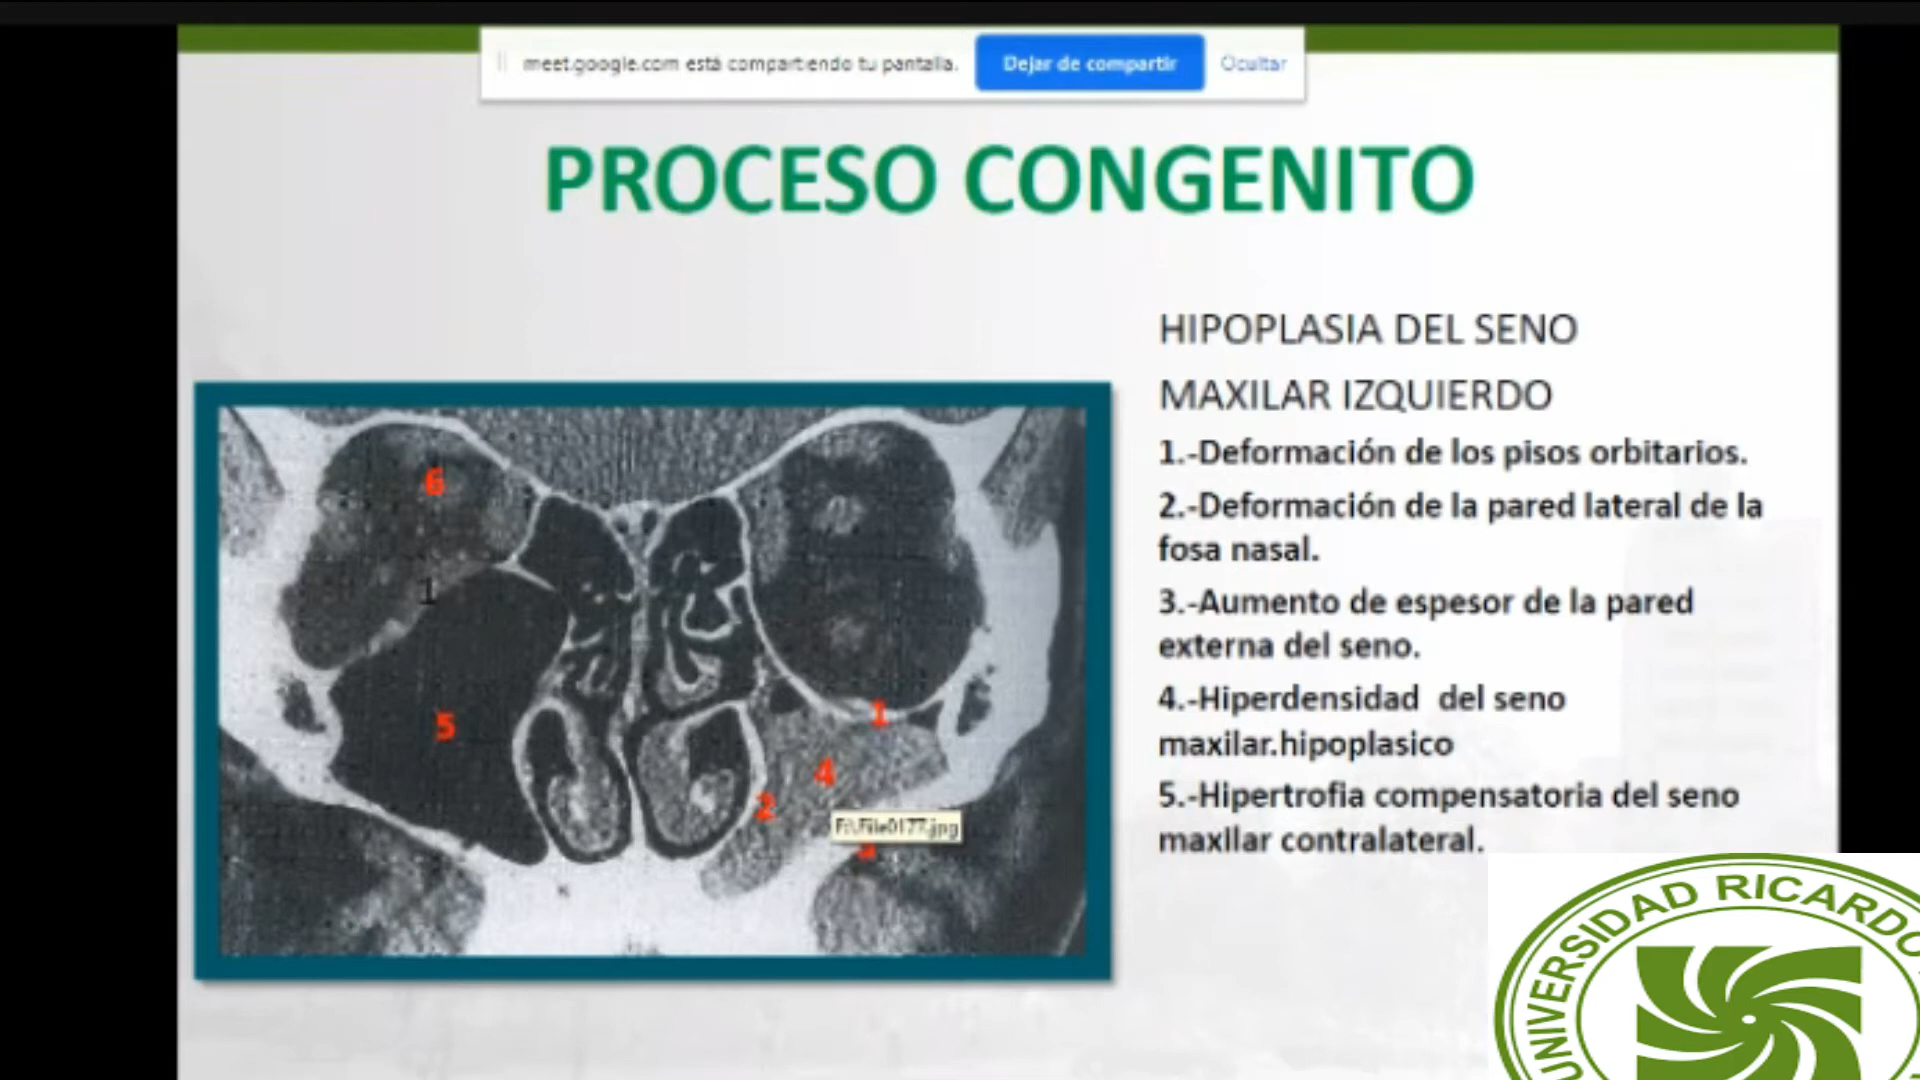 meet.google.com está compartiendo tu pantalla.
Dejar de compartir
Ocultar
PROCESO CONGENITO
HIPOPLASIA DEL SENO
MAXILAR IZQUIERDO
1.-Deformación de los pisos orbitarios.
2.-Deformación de la pared lateral de la
fosa nasal.
3.-Aumento de espesor de la pared
externa del seno.
4.-Hiperdensidad del seno
maxilar.hipoplasico
5.-Hipertrofia compensatoria del seno
maxilar contralateral.
6
1
5
1
4
2
F:\File0177.jpg
UNIVERSIDAD RICARDO